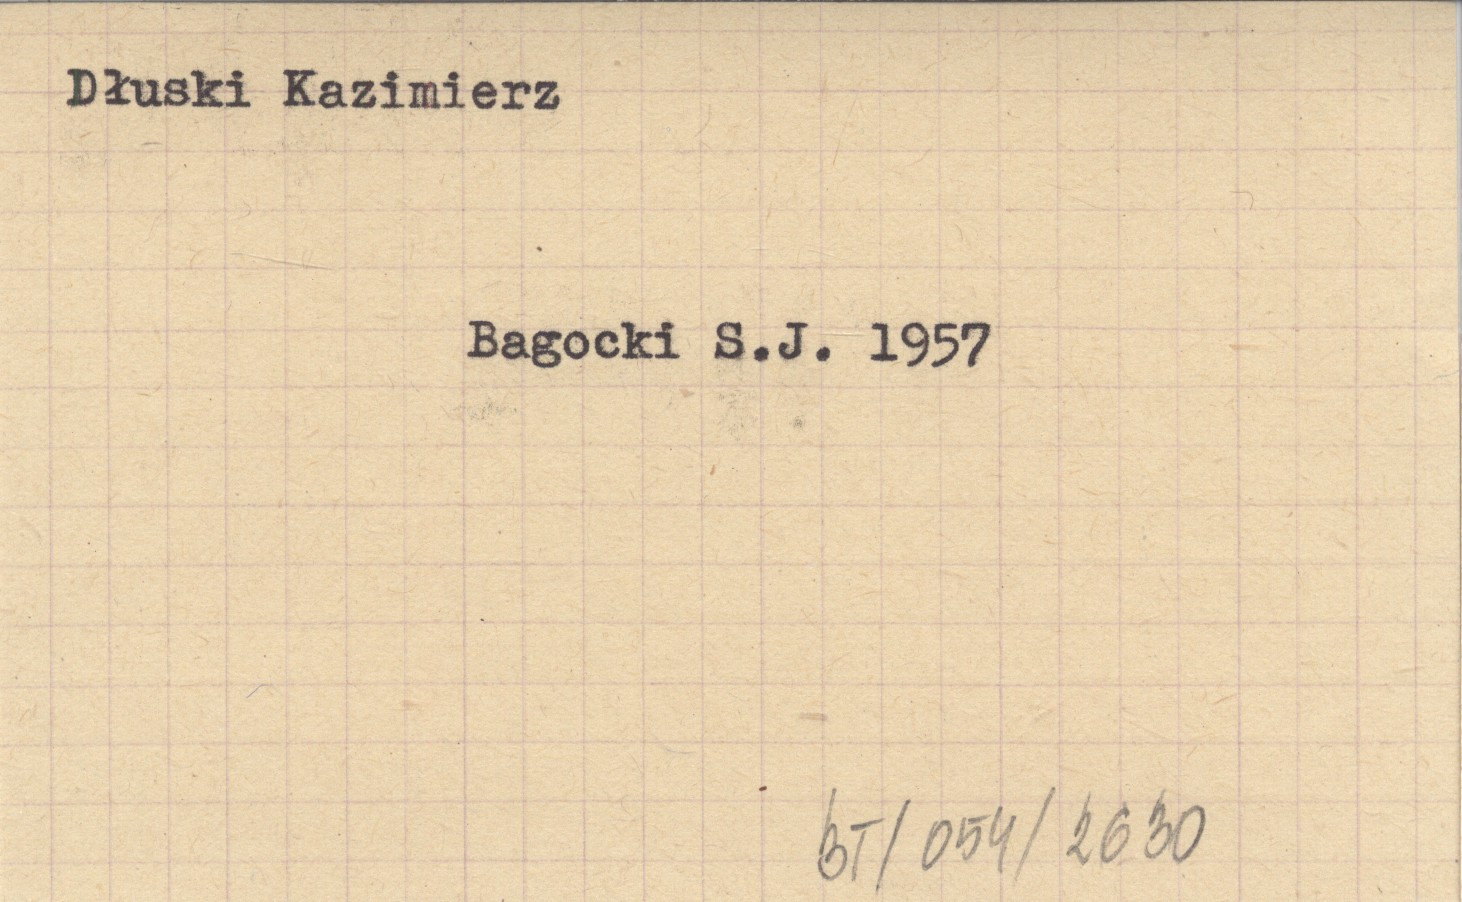 Dłuski Kazimierz
Bagocki S.J. 1957
BT/054/2630